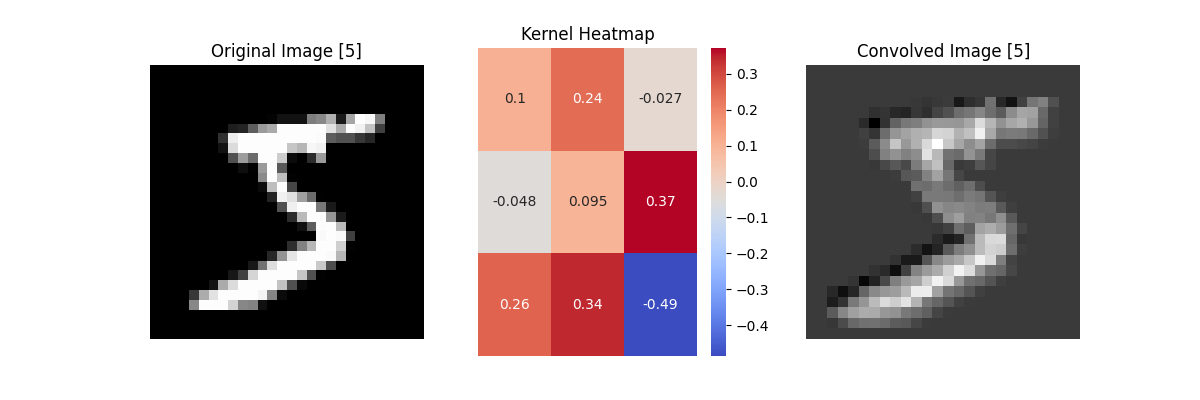 Original Image [5]
Kernel Heatmap
Convolved Image [5]
0.1 0.24 -0.027
-0.048 0.095 0.37
0.26 0.34 -0.49
0.3
0.2
0.1
0.0
−0.1
−0.2
−0.3
−0.4